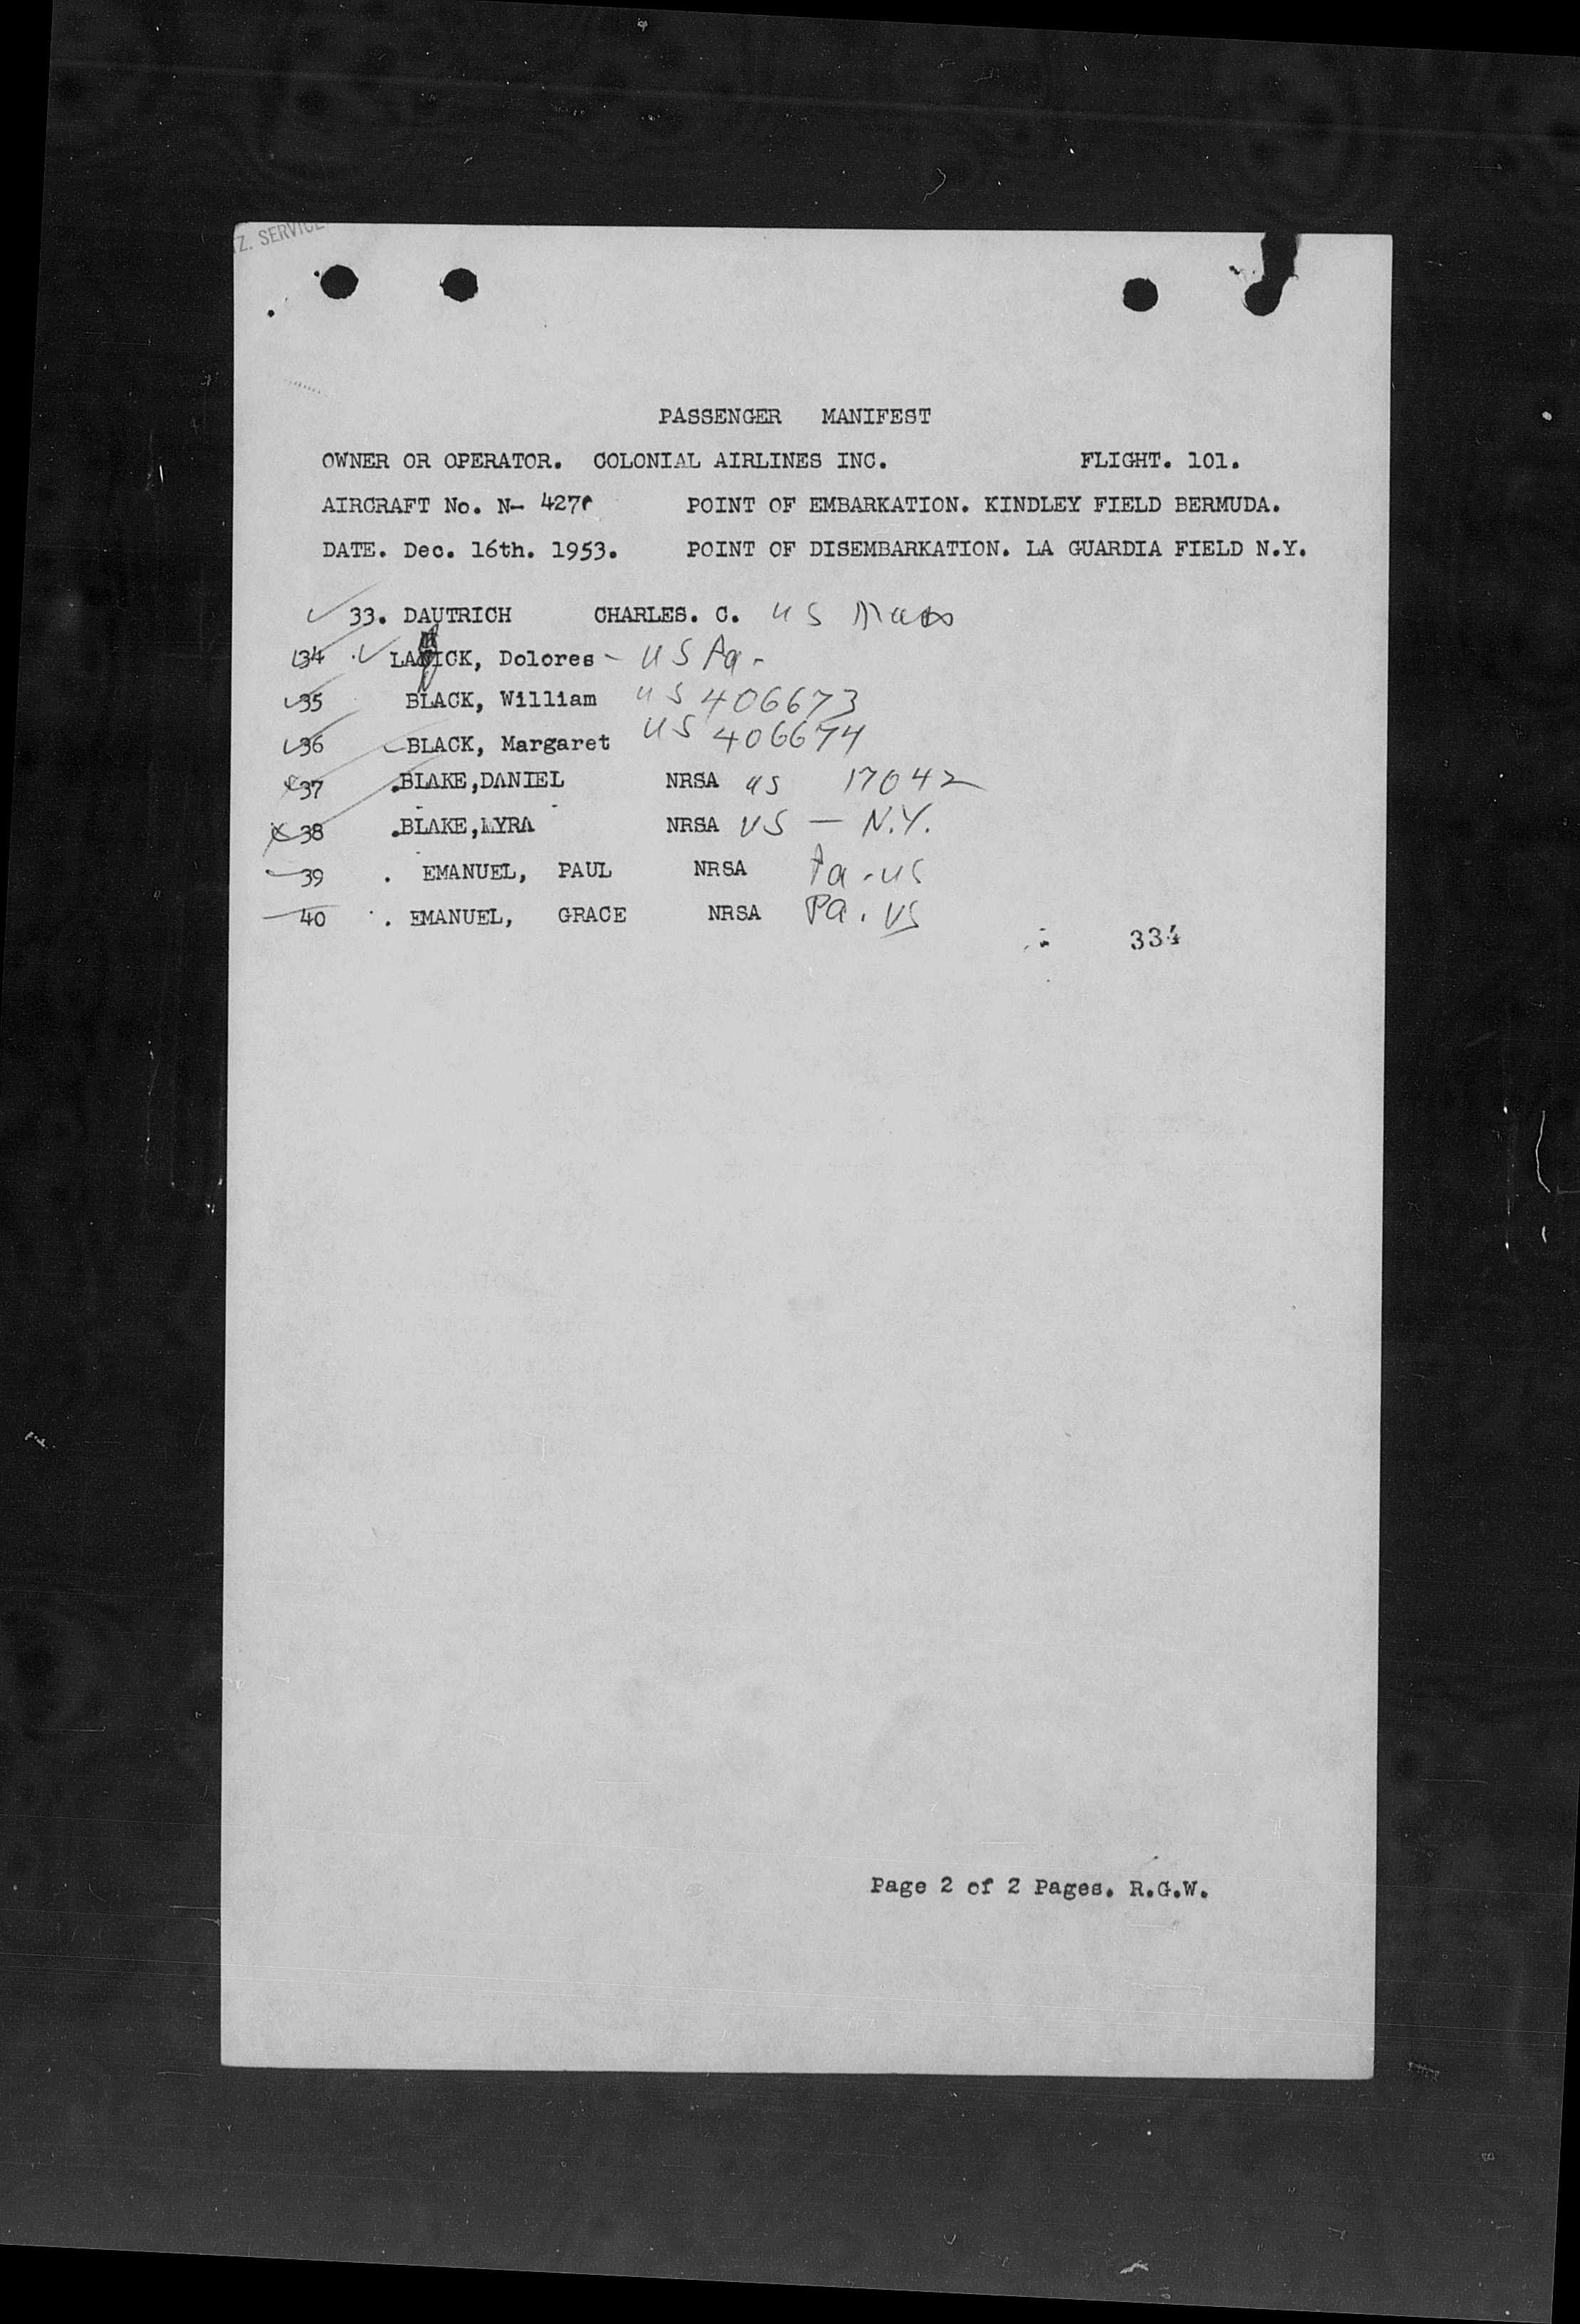 Z. SERVICE
PASSENGER MANIFEST
OWNER OR OPERATOR. COLONIAL AIRLINES INC. FLIGHT. 101.
AIRCRAFT No. N- POINT OF EMBARKATION. KINDLEY FIELD BERMUDA.
DATE. Dec. 16th. 1953. POINT OF DISEMBARKATION. LA GUARDIA FIELD N.Y.
33. DAUTRICH CHARLES. C. US Mass
34 Dolores - US Pa-
35 BLACK, William US 406673
36 BLACK, Margaret US 406674
37 .BLAKE,DANIEL NRSA US 17042
38 .BLAKE,MYRA NRSA US — N.Y.
39 . EMANUEL, PAUL NRSA Pa-US
40 . EMANUEL, GRACE NRSA Pa. US
334
Page 2 of 2 Pages. R.G.W.